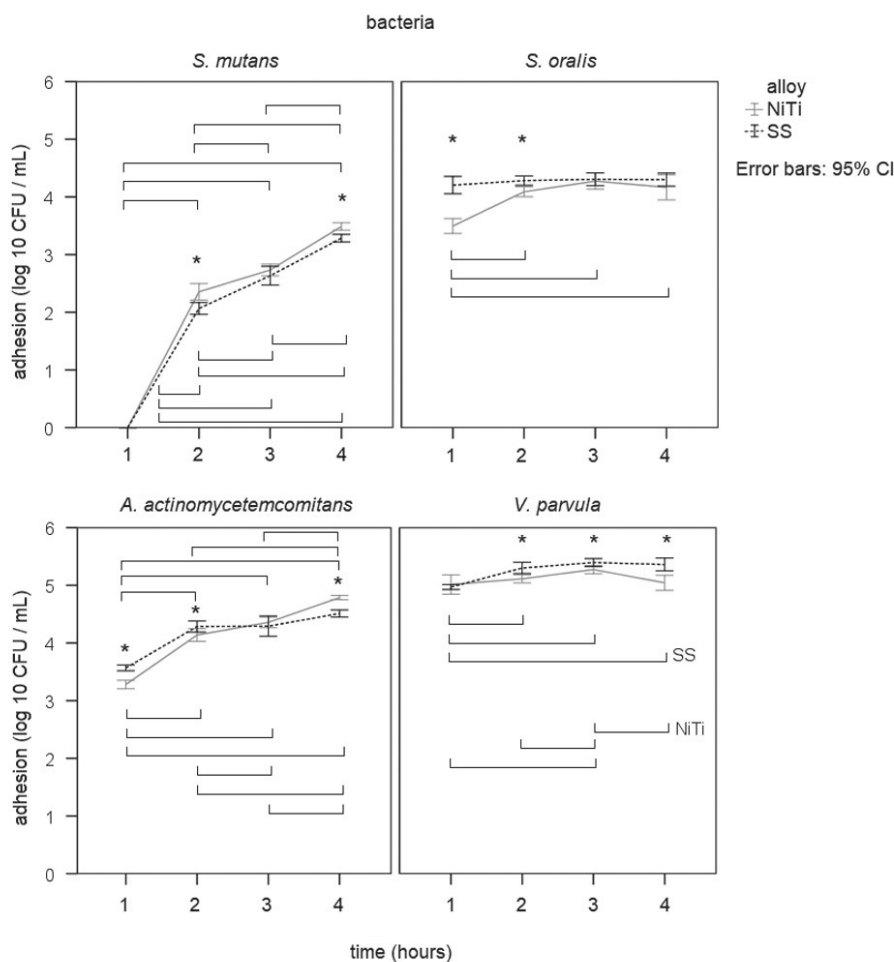 bacteria
S. mutans
S. oralis
alloy
NiTi
SS
Error bars: 95% CI
adhesion (log 10 CFU / mL)
6
5
4
3
2
1
0
* *
* *
1 2 3 4
1 2 3 4
A. actinomycetemcomitans
V. parvula
adhesion (log 10 CFU / mL)
6
5
4
3
2
1
0
* * *
* * *
SS
NiTi
1 2 3 4
1 2 3 4
time (hours)